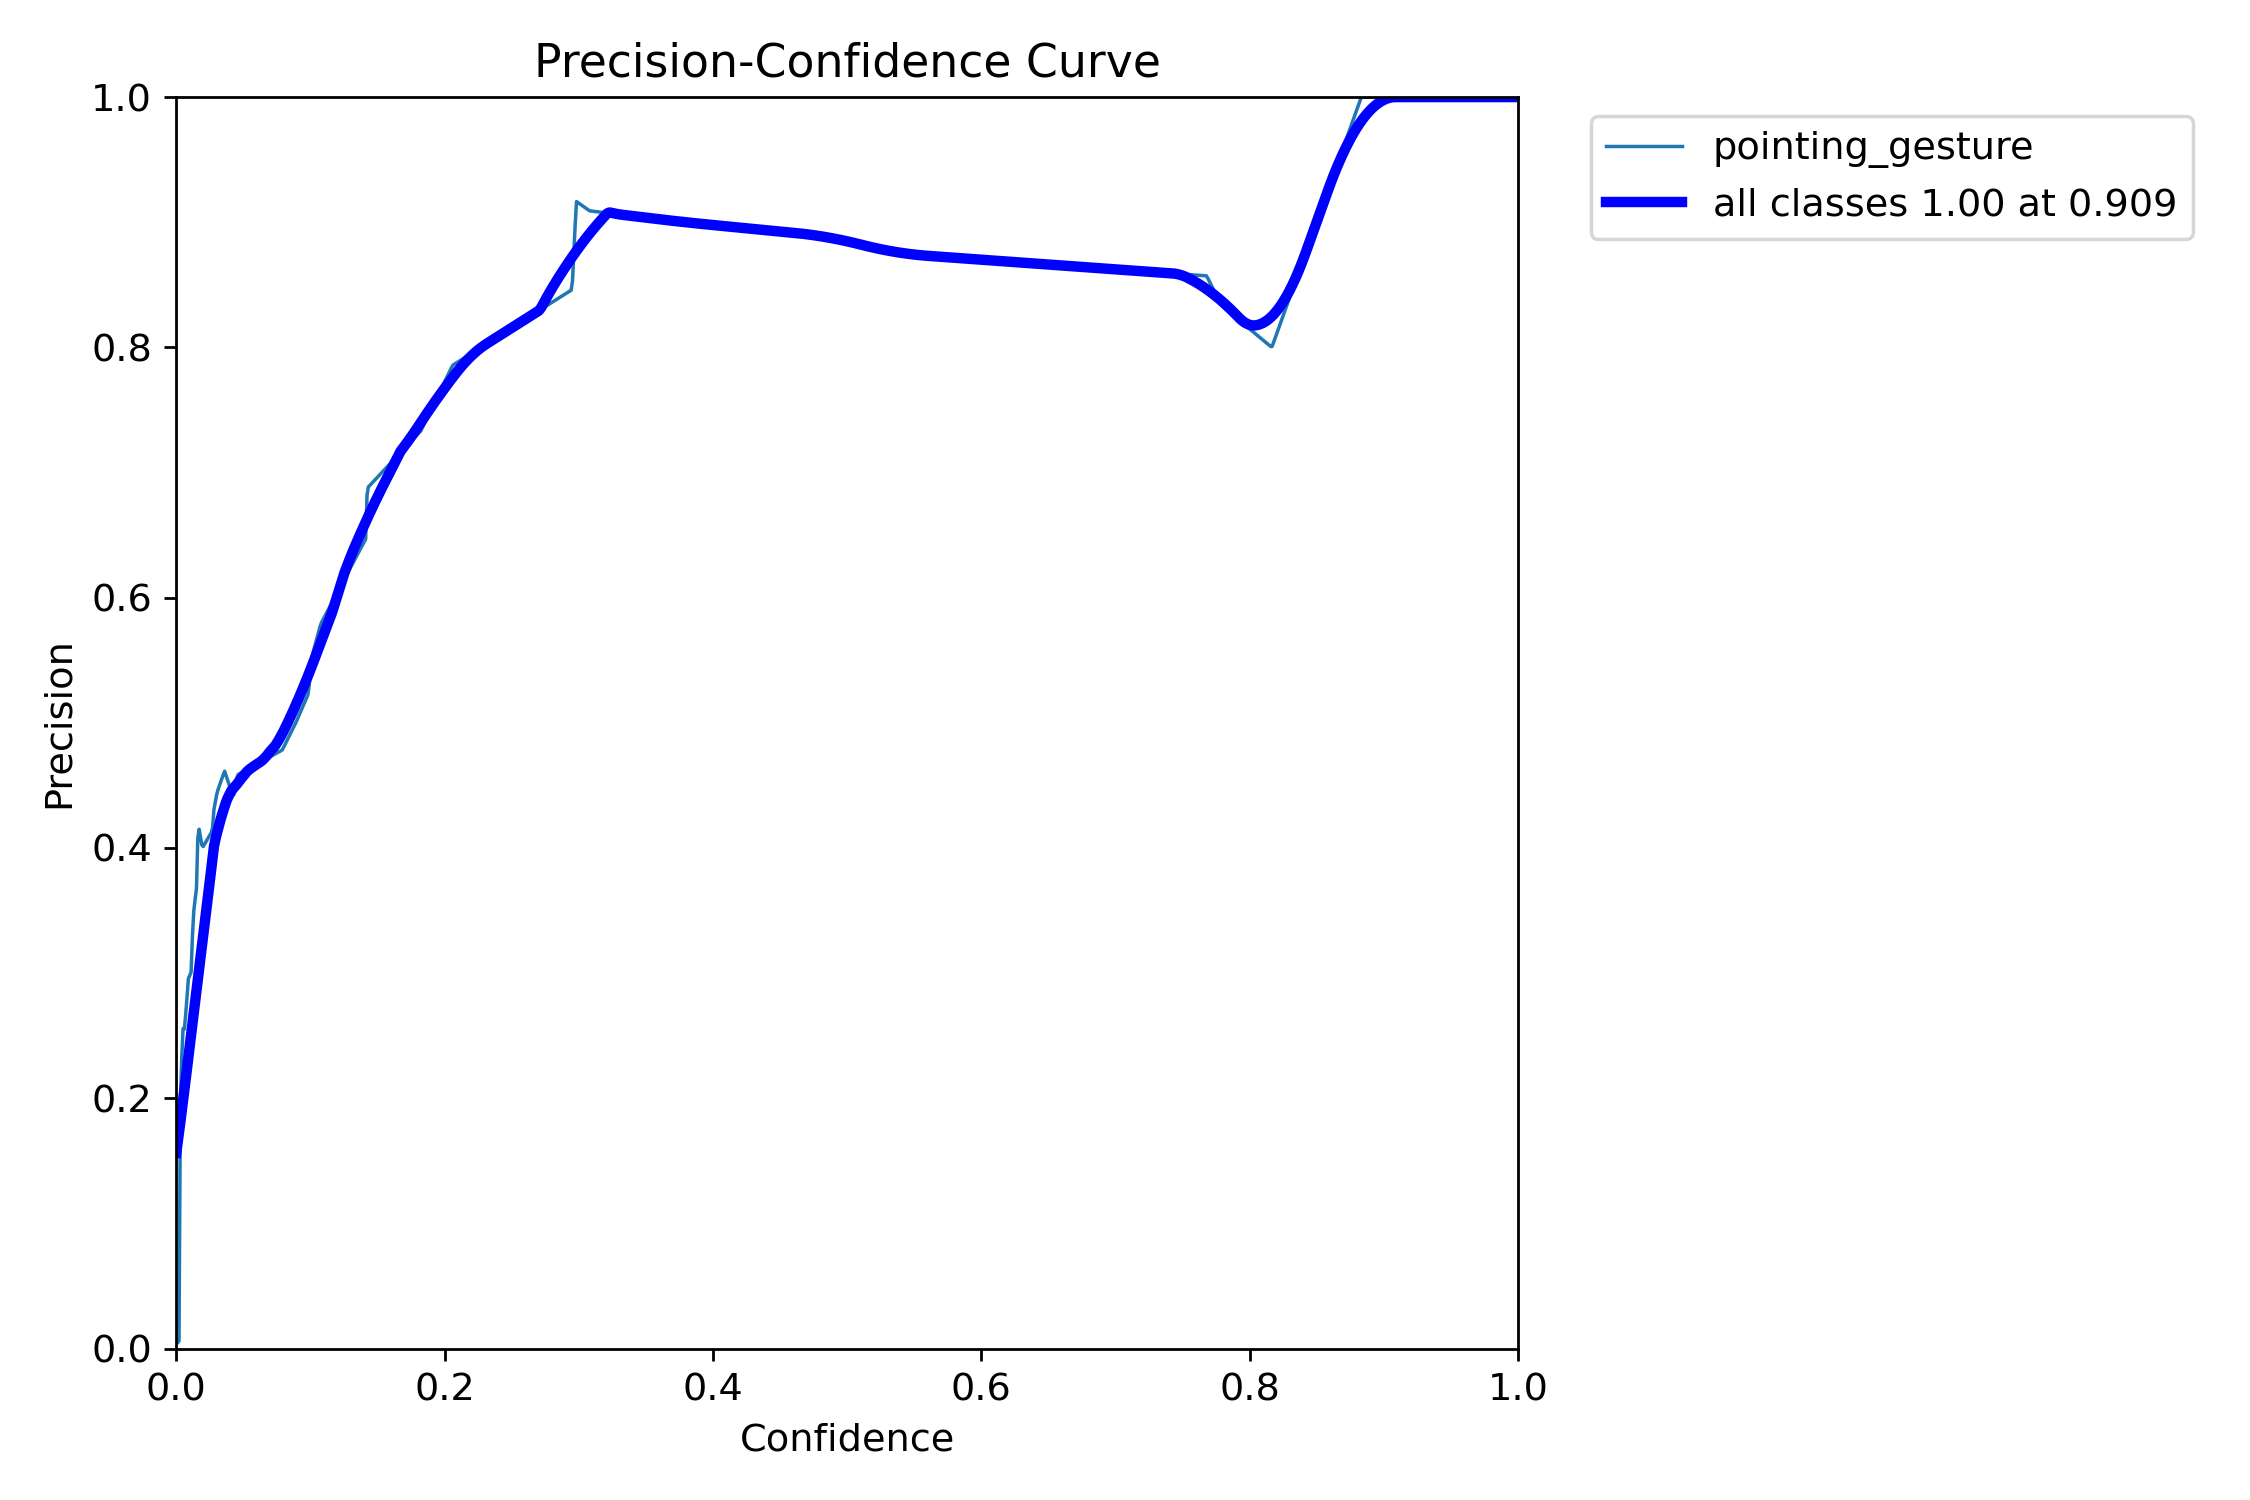 Precision-Confidence Curve
1.0
0.8
0.6
0.4
0.2
0.0
Precision
0.0 0.2 0.4 0.6 0.8 1.0
Confidence
pointing_gesture
all classes 1.00 at 0.909